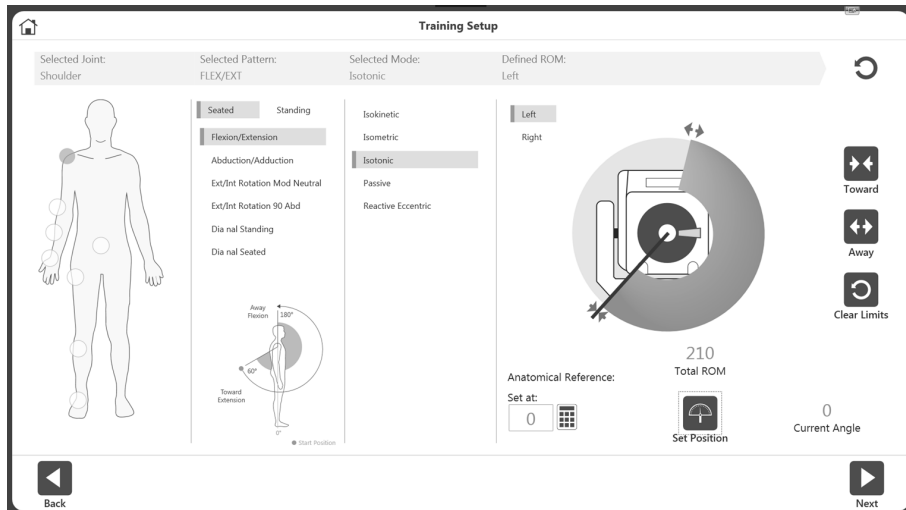 Training Setup
Selected Joint:
Shoulder
Selected Pattern:
FLEX/EXT
Selected Mode:
Isotonic
Defined ROM:
Left
Seated Standing
Flexion/Extension
Abduction/Adduction
Ext/Int Rotation Mod Neutral
Ext/Int Rotation 90 Abd
Dia nal Standing
Dia nal Seated
Away
Flexion
180°
60°
Toward
Extension
0°
Start Position
Isokinetic
Isometric
Isotonic
Passive
Reactive Eccentric
Left
Right
Toward
Away
Clear Limits
210
Total ROM
Anatomical Reference:
Set at:
0
Set Position
0
Current Angle
Back
Next